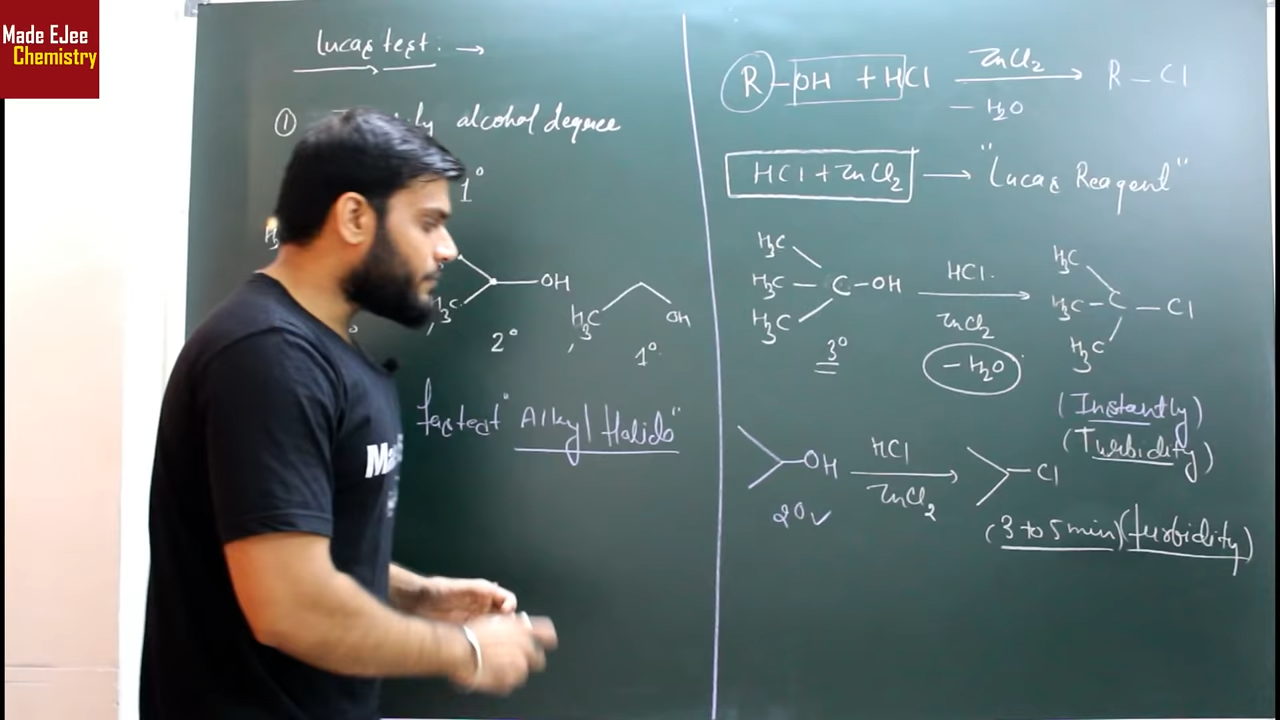 Made EJee
Chemistry
Lucas test: →
① alcohol degree
1°
H3C
OH
2°
H3C
OH
1°
fastest "Alkyl Halide"
R-OH + HCl ZnCl2 → R-Cl
- H2O
HCl + ZnCl2 → "Lucas Reagent"
H3C
H3C - C - OH
H3C
3°
HCl
ZnCl2
- H2O
H3C
H3C - C - Cl
H3C
(Instantly)
(Turbidity)
OH
2° ✓
HCl
ZnCl2
Cl
(3 to 5 min) (turbidity)